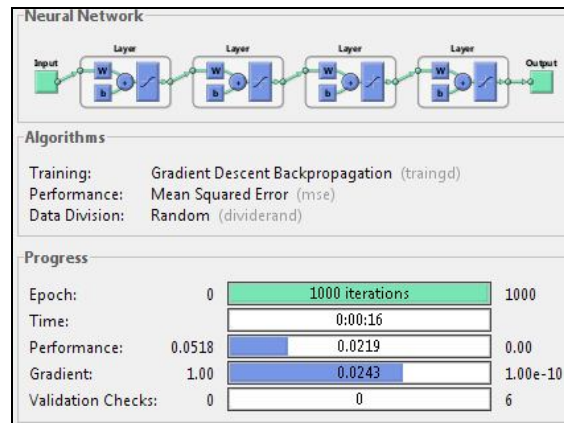 Neural Network
Layer Layer Layer Layer
Input Output
W W W W
b b b b
Algorithms
Training: Gradient Descent Backpropagation (traingd)
Performance: Mean Squared Error (mse)
Data Division: Random (dividerand)
Progress
Epoch: 0 1000 iterations 1000
Time: 0:00:16
Performance: 0.0518 0.0219 0.00
Gradient: 1.00 0.0243 1.00e-10
Validation Checks: 0 0 6